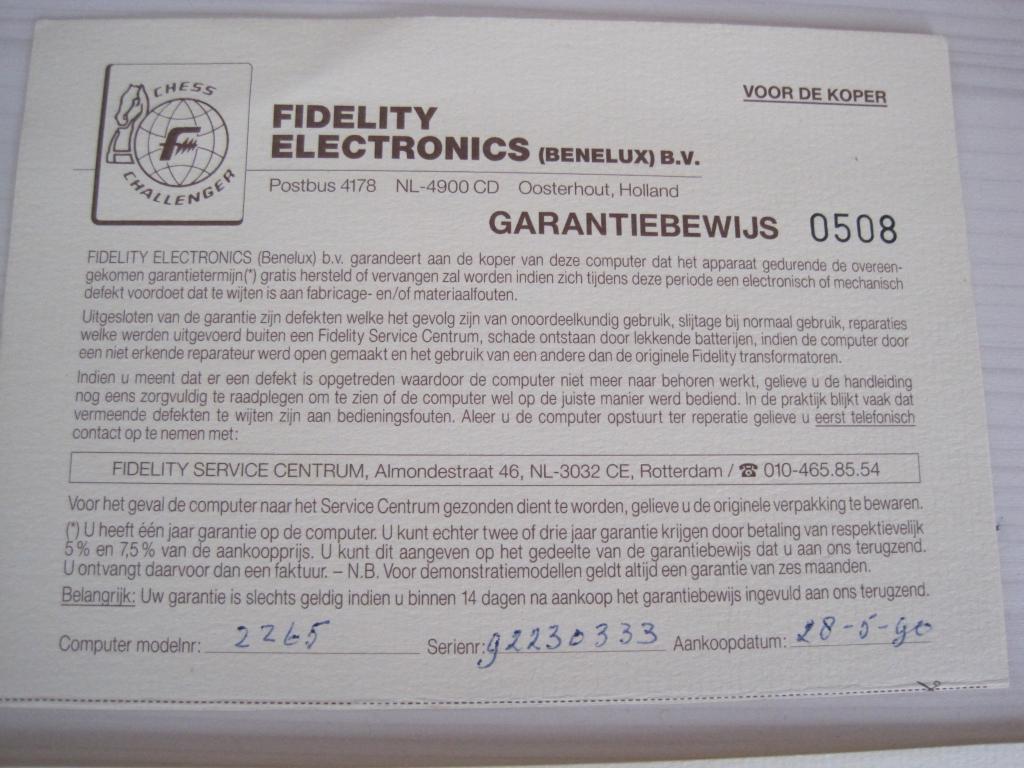 CHESS
CHALLENGER
VOOR DE KOPER
FIDELITY
ELECTRONICS (BENELUX) B.V.
Postbus 4178 NL-4900 CD Oosterhout, Holland
GARANTIEBEWIJS 0508
FIDELITY ELECTRONICS (Benelux) b.v. garandeert aan de koper van deze computer dat het apparaat gedurende de overeen-
gekomen garantietermijn(*) gratis hersteld of vervangen zal worden indien zich tijdens deze periode een electronisch of mechanisch
defekt voordoet dat te wijten is aan fabricage- en/of materiaalfouten.
Uitgesloten van de garantie zijn defekten welke het gevolg zijn van onoordeelkundig gebruik, slijtage bij normaal gebruik, reparaties
welke werden uitgevoerd buiten een Fidelity Service Centrum, schade ontstaan door lekkende batterijen, indien de computer door
een niet erkende reparateur werd open gemaakt en het gebruik van een andere dan de originele Fidelity transformatoren.
Indien u meent dat er een defekt is opgetreden waardoor de computer niet meer naar behoren werkt, gelieve u de handleiding
nog eens zorgvuldig te raadplegen om te zien of de computer wel op de juiste manier werd bediend. In de praktijk blijkt vaak dat
vermeende defekten te wijten zijn aan bedieningsfouten. Aleer u de computer opstuurt ter reperatie gelieve u eerst telefonisch
contact op te nemen met:
FIDELITY SERVICE CENTRUM, Almondestraat 46, NL-3032 CE, Rotterdam / ☎ 010-465.85.54
Voor het geval de computer naar het Service Centrum gezonden dient te worden, gelieve u de originele verpakking te bewaren.
(*) U heeft één jaar garantie op de computer. U kunt echter twee of drie jaar garantie krijgen door betaling van respektievelijk
5% en 7,5% van de aankoopprijs. U kunt dit aangeven op het gedeelte van de garantiebewijs dat u aan ons terugzend.
U ontvangt daarvoor dan een faktuur. – N.B. Voor demonstratiemodellen geldt altijd een garantie van zes maanden.
Belangrijk: Uw garantie is slechts geldig indien u binnen 14 dagen na aankoop het garantiebewijs ingevuld aan ons terugzend.
Computer modelnr: 2265 Serienr: g2230333 Aankoopdatum: 28-5-90